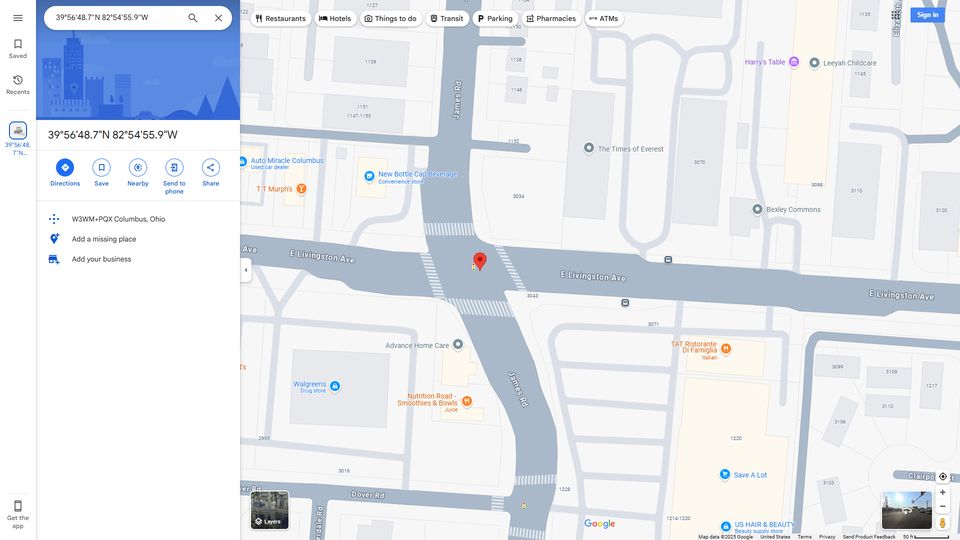 39°56'48.7"N 82°54'55.9"W
Restaurants
Hotels
Things to do
Transit
Parking
Pharmacies
ATMs
Sign in
Saved
Recents
39°56'48.
7"N...
Get the
app
39°56'48.7"N 82°54'55.9"W
Directions
Save
Nearby
Send to
phone
Share
W3WM+PQX Columbus, Ohio
Add a missing place
Add your business
1139
1127
1151
1147-1153
1152
James Rd
Harry's Table
Leeyah Childcare
The Times of Everest
3070
3098
3110
3120
3034
Auto Miracle Columbus
Used car dealer
T T Murph's
New Bottle Cap Beverage
Convenience store
Bexley Commons
Ave
E Livingston Ave
E Livingston Ave
E Livingston Ave
3043
3071
Advance Home Care
TAT Ristorante
Di Famiglia
Italian
Walgreens
Drug store
Nutrition Road -
Smoothies & Bowls
Juice
James Rd
3099
3109
1217
3110
3106
3108
3103
2995
3016
1220
1228
1214-1220
Save A Lot
US HAIR & BEAUTY
Beauty supply store
Dover Rd
Layers
Google
Map data ©2025 Google
United States
Terms
Privacy
Send Product Feedback
50 ft